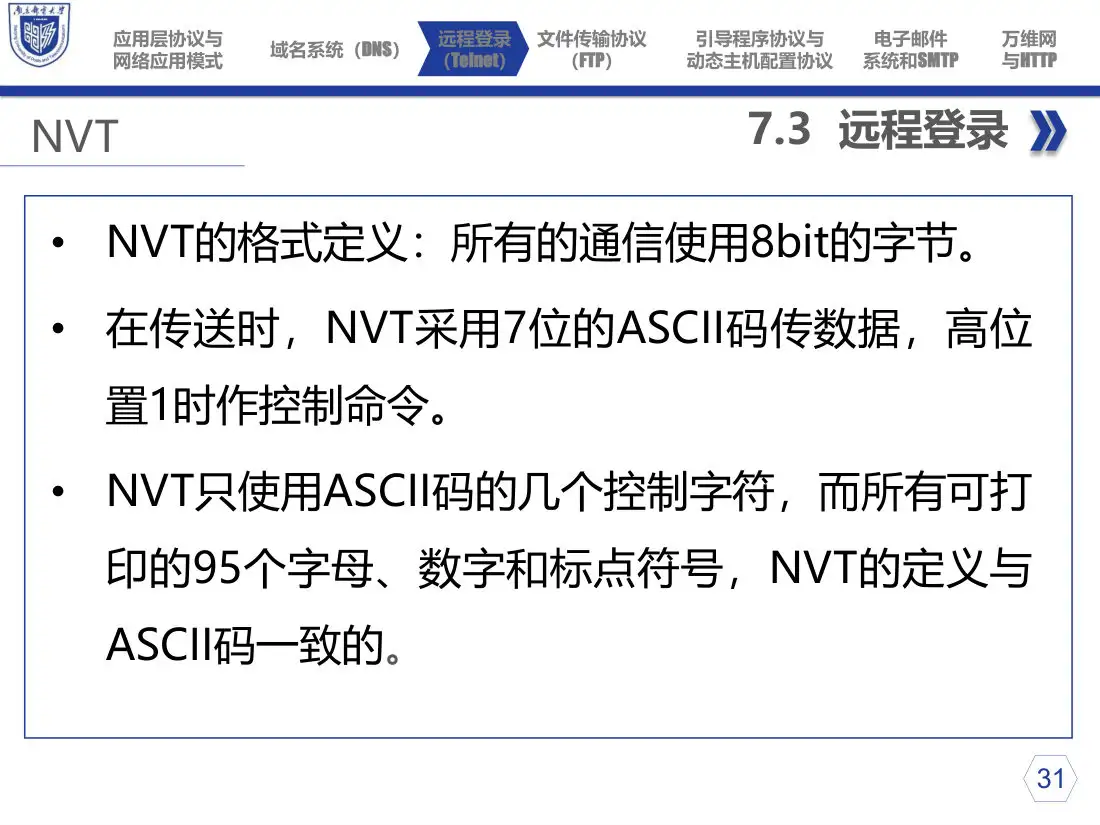 南京邮电大学
应用层协议与
网络应用模式
域名系统（DNS）
远程登录
（Telnet）
文件传输协议
（FTP）
引导程序协议与
动态主机配置协议
电子邮件
系统和SMTP
万维网
与HTTP
NVT
7.3 远程登录
• NVT的格式定义：所有的通信使用8bit的字节。
• 在传送时，NVT采用7位的ASCII码传数据，高位
置1时作控制命令。
• NVT只使用ASCII码的几个控制字符，而所有可打
印的95个字母、数字和标点符号，NVT的定义与
ASCII码一致的。
31